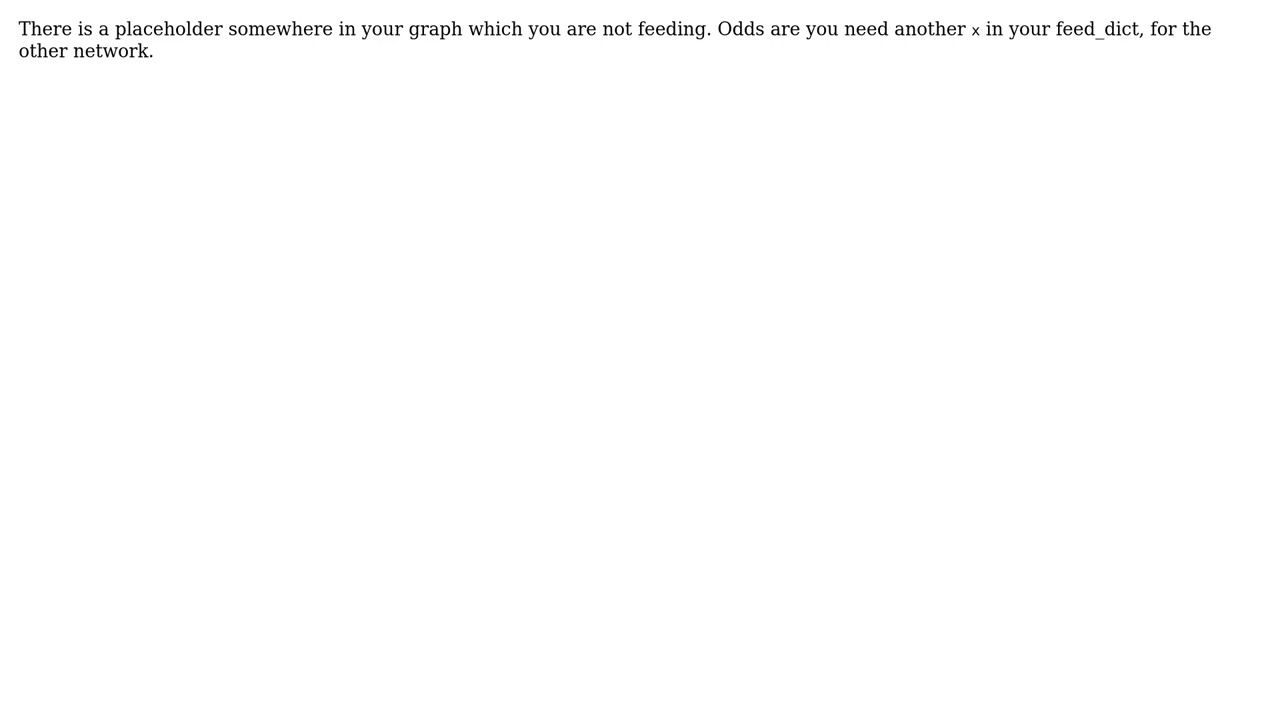 There is a placeholder somewhere in your graph which you are not feeding. Odds are you need another x in your feed_dict, for the
other network.